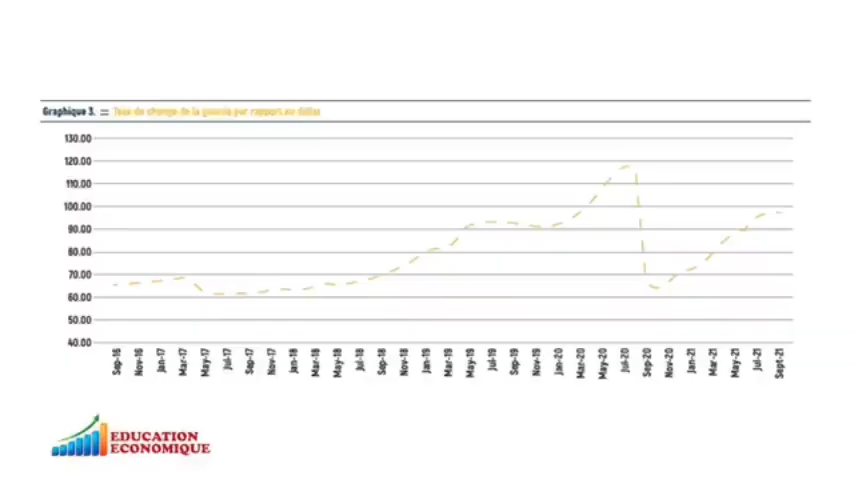 Graphique 3. = Taux de change de la gourde par rapport au dollar
130.00
120.00
110.00
100.00
90.00
80.00
70.00
60.00
50.00
40.00
Sep-16 Nov-16 Jan-17 Mar-17 May-17 Jul-17 Sep-17 Nov-17 Jan-18 Mar-18 May-18 Jul-18 Sep-18 Nov-18 Jan-19 Mar-19 May-19 Jul-19 Sep-19 Nov-19 Jan-20 Mar-20 May-20 Jul-20 Sep-20 Nov-20 Jan-21 Mar-21 May-21 Jul-21 Sept-21
EDUCATION
ECONOMIQUE